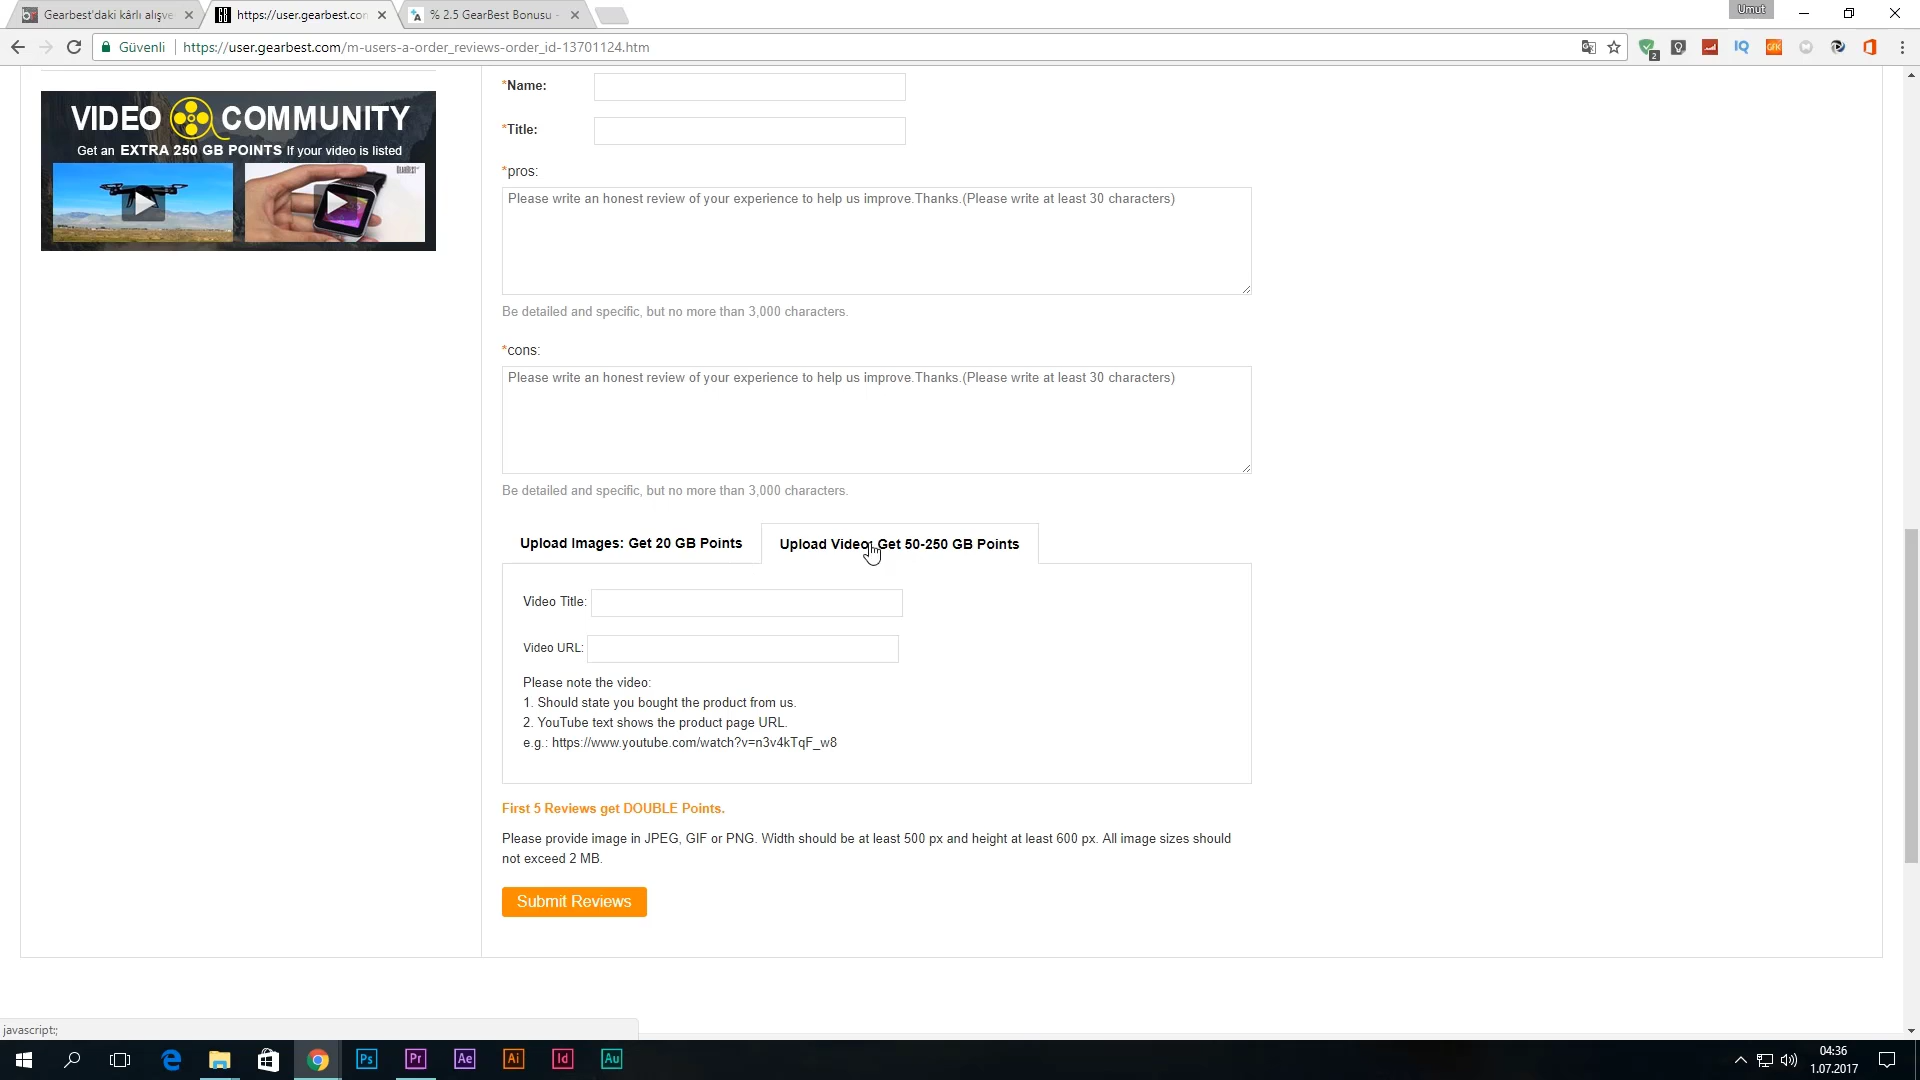 Gearbest'daki kârlı alışve
https://user.gearbest.com
% 2.5 GearBest Bonusu -
Umut
Güvenli
https://user.gearbest.com/m-users-a-order_reviews-order_id-13701124.htm
2
IQ
GFK
VIDEO COMMUNITY
Get an EXTRA 250 GB POINTS If your video is listed
GEARBEST
*Name:
*Title:
*pros:
Please write an honest review of your experience to help us improve.Thanks.(Please write at least 30 characters)
Be detailed and specific, but no more than 3,000 characters.
*cons:
Please write an honest review of your experience to help us improve.Thanks.(Please write at least 30 characters)
Be detailed and specific, but no more than 3,000 characters.
Upload Images: Get 20 GB Points
Upload Video: Get 50-250 GB Points
Video Title:
Video URL:
Please note the video:
1. Should state you bought the product from us.
2. YouTube text shows the product page URL.
e.g.: https://www.youtube.com/watch?v=n3v4kTqF_w8
First 5 Reviews get DOUBLE Points.
Please provide image in JPEG, GIF or PNG. Width should be at least 500 px and height at least 600 px. All image sizes should
not exceed 2 MB.
Submit Reviews
javascript:;
Ps
Pr
Ae
Ai
Id
Au
04:36
1.07.2017